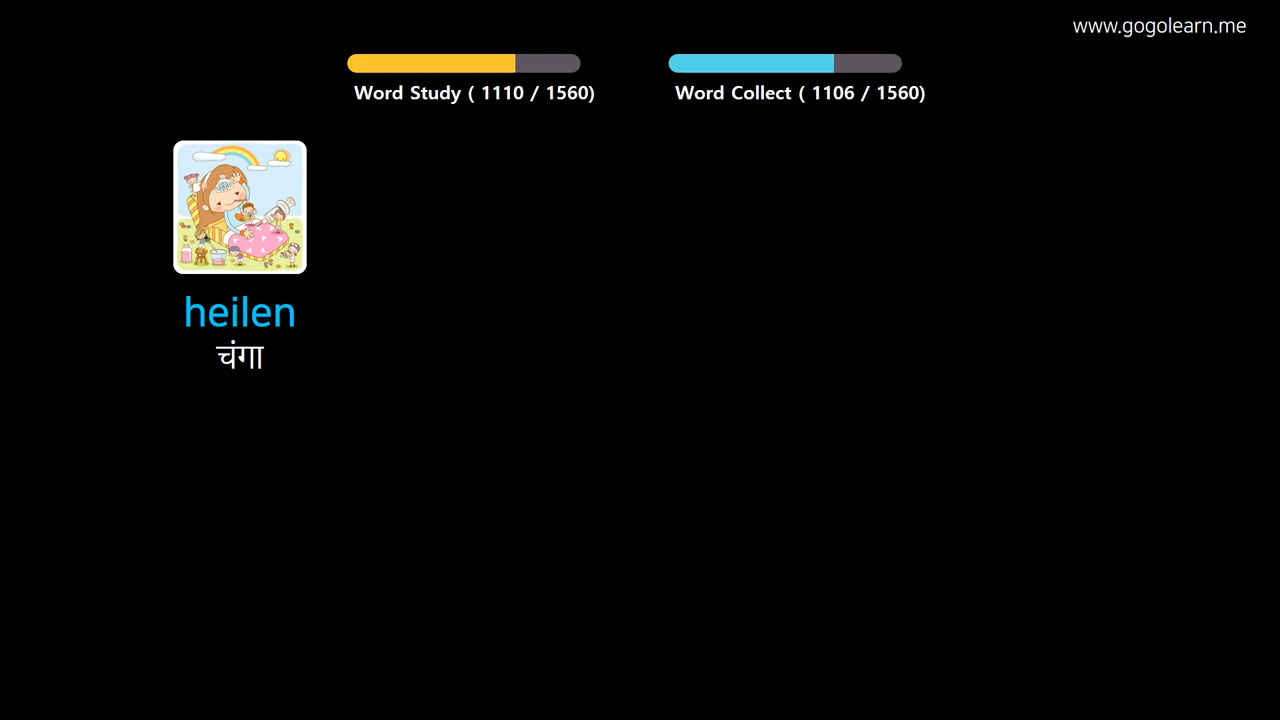 www.gogolearn.me
Word Study ( 1110 / 1560)
Word Collect ( 1106 / 1560)
heilen
चंगा